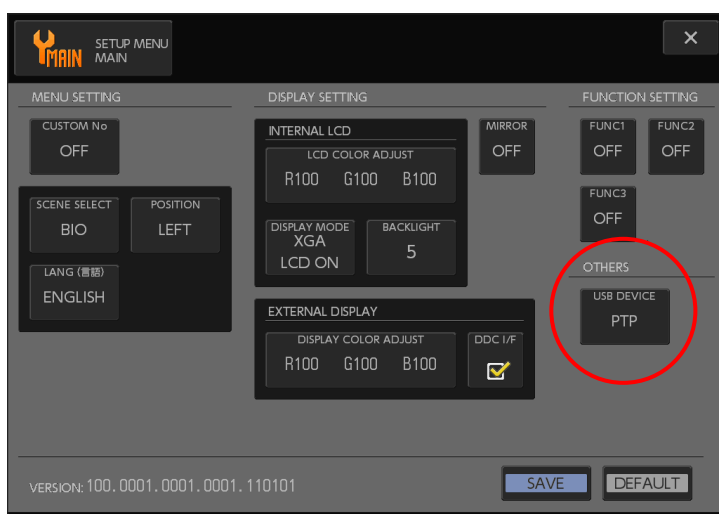 MAIN
SETUP MENU
MAIN
×
MENU SETTING
CUSTOM No
OFF
SCENE SELECT
BIO
POSITION
LEFT
LANG (言語)
ENGLISH
DISPLAY SETTING
INTERNAL LCD
LCD COLOR ADJUST
R100 G100 B100
DISPLAY MODE
XGA
LCD ON
BACKLIGHT
5
MIRROR
OFF
EXTERNAL DISPLAY
DISPLAY COLOR ADJUST
R100 G100 B100
DDC I/F
FUNCTION SETTING
FUNC1
OFF
FUNC2
OFF
FUNC3
OFF
OTHERS
USB DEVICE
PTP
VERSION: 100.0001.0001.0001.110101
SAVE
DEFAULT